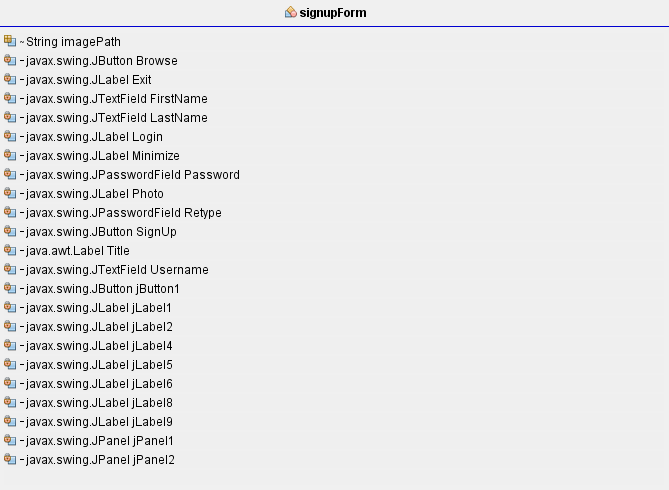 signupForm
~String imagePath
-javax.swing.JButton Browse
-javax.swing.JLabel Exit
-javax.swing.JTextField FirstName
-javax.swing.JTextField LastName
-javax.swing.JLabel Login
-javax.swing.JLabel Minimize
-javax.swing.JPasswordField Password
-javax.swing.JLabel Photo
-javax.swing.JPasswordField Retype
-javax.swing.JButton SignUp
-java.awt.Label Title
-javax.swing.JTextField Username
-javax.swing.JButton jButton1
-javax.swing.JLabel jLabel1
-javax.swing.JLabel jLabel2
-javax.swing.JLabel jLabel4
-javax.swing.JLabel jLabel5
-javax.swing.JLabel jLabel6
-javax.swing.JLabel jLabel8
-javax.swing.JLabel jLabel9
-javax.swing.JPanel jPanel1
-javax.swing.JPanel jPanel2